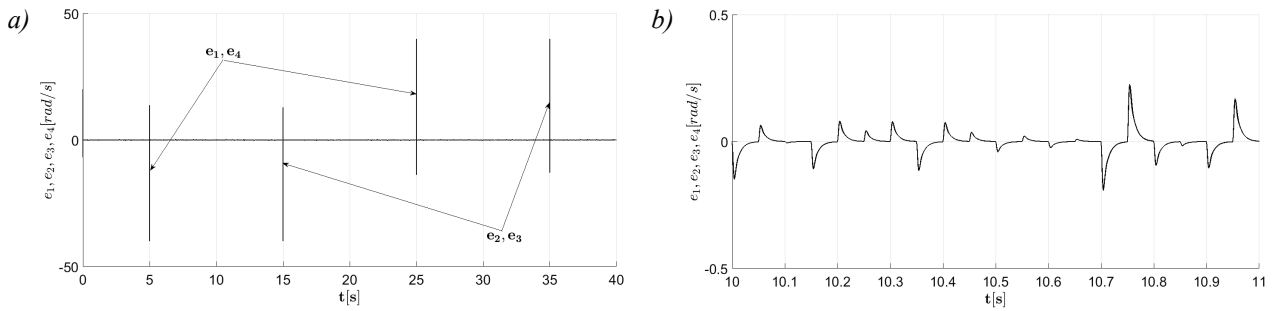 a)
50
0
-50
e₁, e₂, e₃, e₄[rad/s]
e₁, e₄
e₂, e₃
0 5 10 15 20 25 30 35 40
t[s]
b)
0.5
0
-0.5
e₁, e₂, e₃, e₄[rad/s]
10 10.1 10.2 10.3 10.4 10.5 10.6 10.7 10.8 10.9 11
t[s]